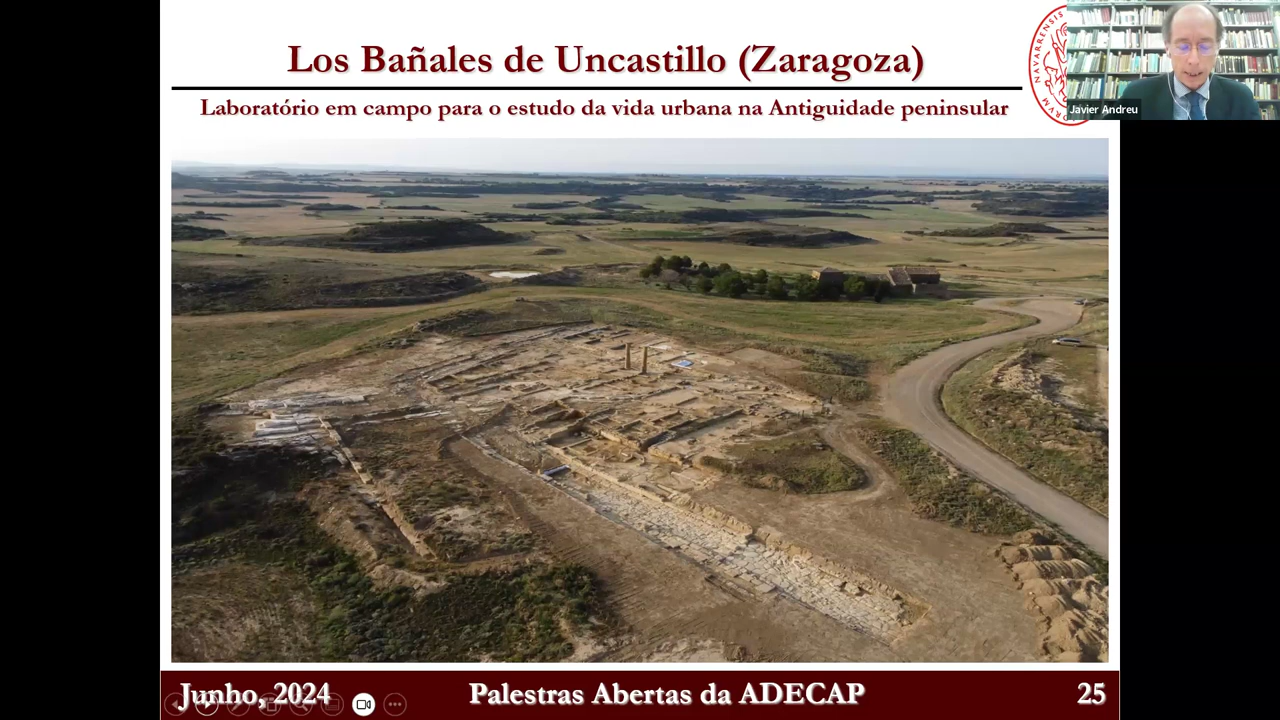 Los Bañales de Uncastillo (Zaragoza)
Laboratório em campo para o estudo da vida urbana na Antiguidade peninsular
NAVARRENSIS
Javier Andreu
Junho, 2024
Palestras Abertas da ADECAP
25